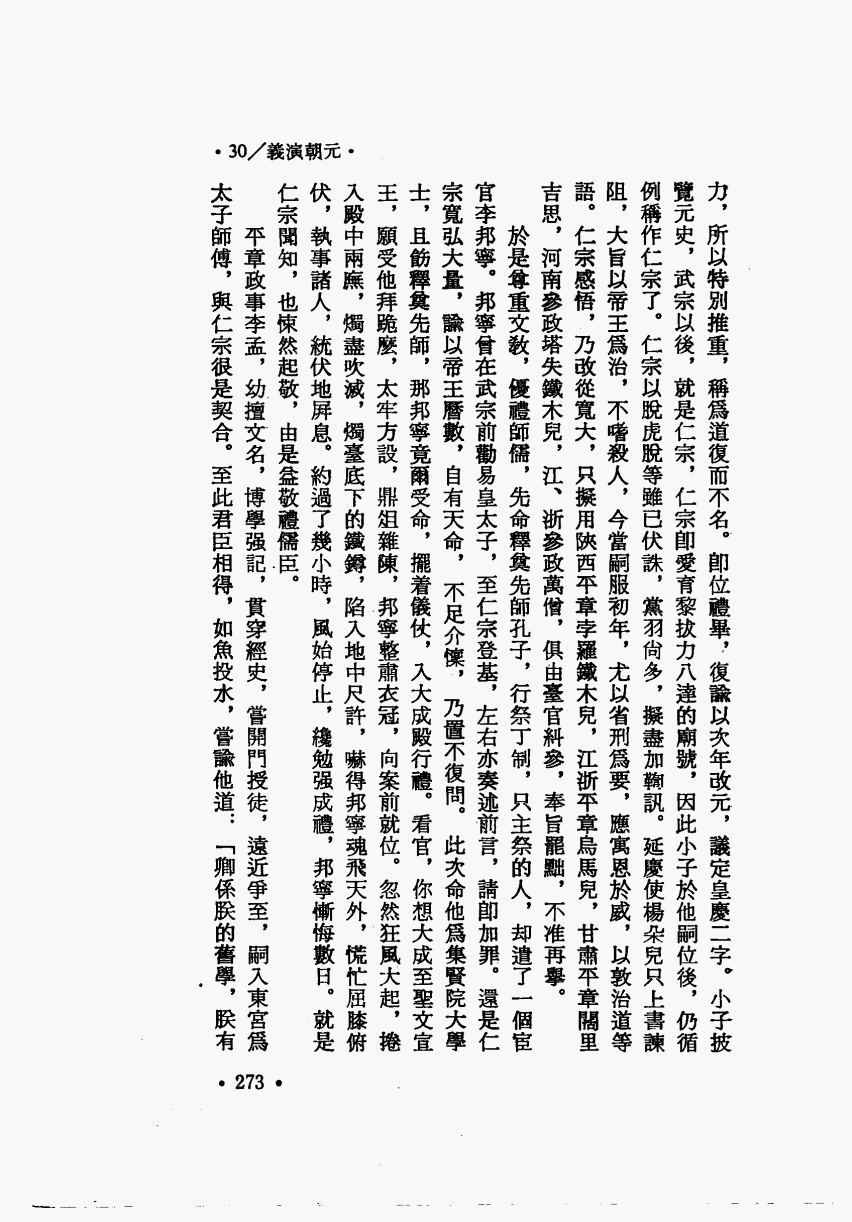 •30/義演朝元•
力，所以特別推重，稱爲道復而不名。卽位禮畢，復諭以次年改元，議定皇慶二字。小子披
覽元史，武宗以後，就是仁宗，仁宗卽愛育黎拔力八達的廟號，因此小子於他嗣位後，仍循
例稱作仁宗了。仁宗以脫虎脫等雖已伏誅，黨羽尙多，擬盡加鞫訊。延慶使楊朵兒只上書諫
阻，大旨以帝王爲治，不嗜殺人，今當嗣服初年，尤以省刑爲要，應寓恩於威，以敦治道等
語。仁宗感悟，乃改從寬大，只擬用陝西平章孛羅鐵木兒，江浙平章烏馬兒，甘肅平章闊里
吉思，河南參政塔失鐵木兒，江、浙參政萬僧，俱由臺官糾參，奉旨罷黜，不准再舉。
於是尊重文敎，優禮師儒，先命釋奠先師孔子，行祭丁制，只主祭的人，却遣了一個宦
官李邦寧。邦寧曾在武宗前勸易皇太子，至仁宗登基，左右亦奏述前言，請卽加罪。還是仁
宗寬弘大量，諭以帝王曆數，自有天命，不足介懷，乃置不復問。此次命他爲集賢院大學
士，且飭釋奠先師，那邦寧竟爾受命，擺着儀仗，入大成殿行禮。看官，你想大成至聖文宣
王，願受他拜跪麼，太牢方設，鼎俎雜陳，邦寧整肅衣冠，向案前就位。忽然狂風大起，捲
入殿中兩廡，燭盡吹滅，燭臺底下的鐵鐏，陷入地中尺許，嚇得邦寧魂飛天外，慌忙屈膝俯
伏，執事諸人，統伏地屛息。約過了幾小時，風始停止，纔勉强成禮，邦寧慚悔數日。就是
仁宗聞知，也悚然起敬，由是益敬禮儒臣。
平章政事李孟，幼擅文名，博學强記，貫穿經史，嘗開門授徒，遠近爭至，嗣入東宮爲
太子師傅，與仁宗很是契合。至此君臣相得，如魚投水，嘗諭他道：「卿係朕的舊學，朕有
•273•